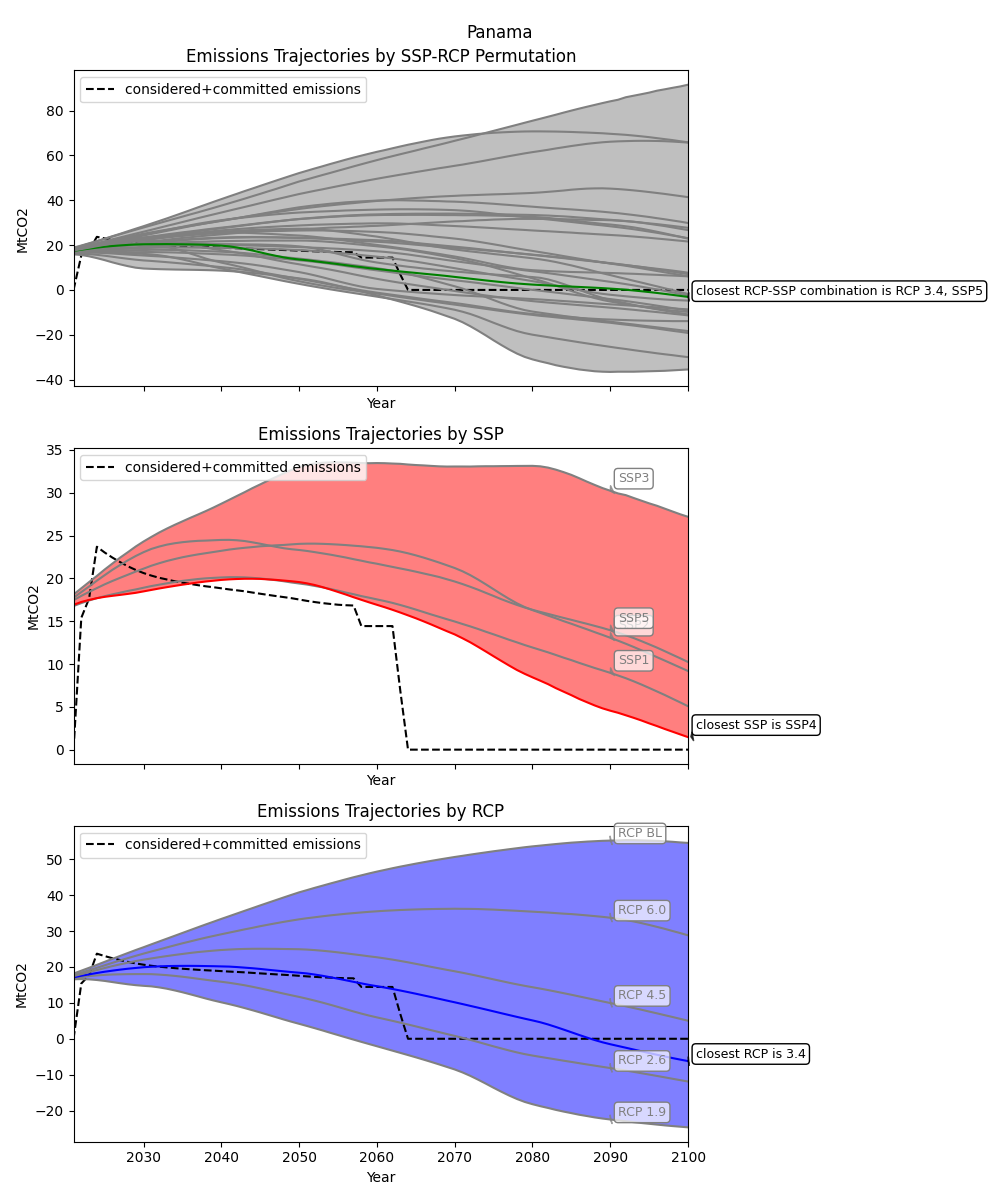 Panama
Emissions Trajectories by SSP-RCP Permutation
considered+committed emissions
80
60
40
20
0
−20
−40
MtCO2
closest RCP-SSP combination is RCP 3.4, SSP5
Year
Emissions Trajectories by SSP
considered+committed emissions
35
30
25
20
15
10
5
0
MtCO2
SSP3
SSP5
SSP1
closest SSP is SSP4
Year
Emissions Trajectories by RCP
considered+committed emissions
50
40
30
20
10
0
−10
−20
MtCO2
RCP BL
RCP 6.0
RCP 4.5
closest RCP is 3.4
RCP 2.6
RCP 1.9
2030 2040 2050 2060 2070 2080 2090 2100
Year